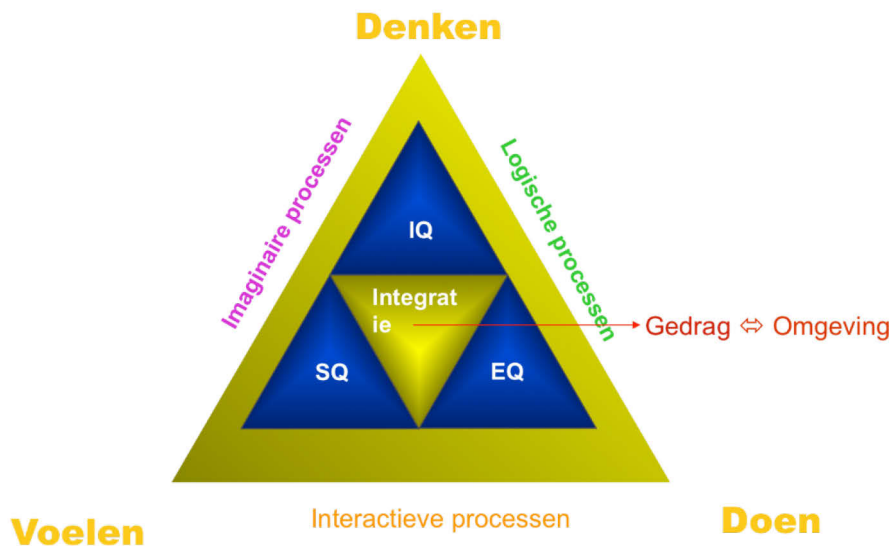 Denken
Imaginaire processen
Logische processen
IQ
Integrat
ie
Gedrag ⇔ Omgeving
SQ
EQ
Voelen
Interactieve processen
Doen